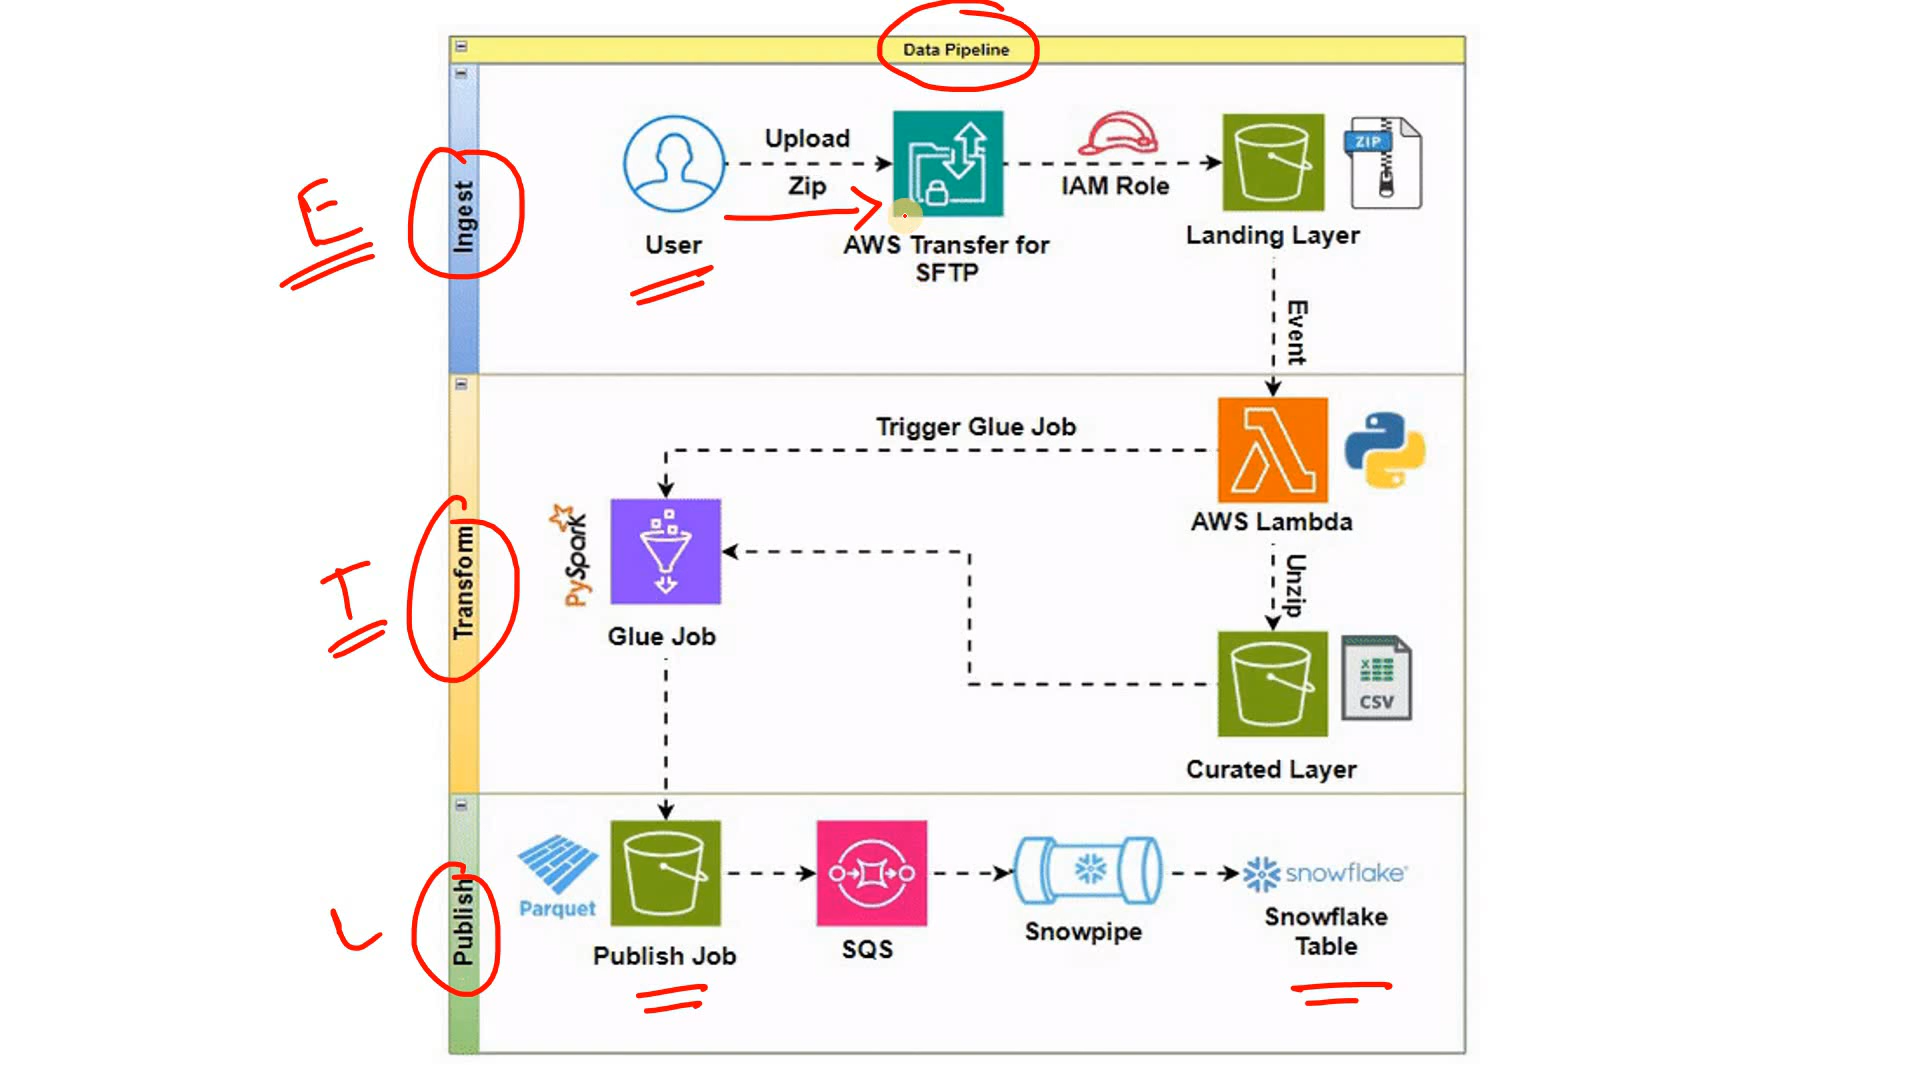 Data Pipeline
E
Ingest
Upload
Zip
User
AWS Transfer for
SFTP
IAM Role
ZIP
Landing Layer
Event
T
Transform
Trigger Glue Job
AWS Lambda
PySpark
Glue Job
Unzip
CSV
Curated Layer
L
Publish
Parquet
Publish Job
SQS
Snowpipe
snowflake®
Snowflake
Table